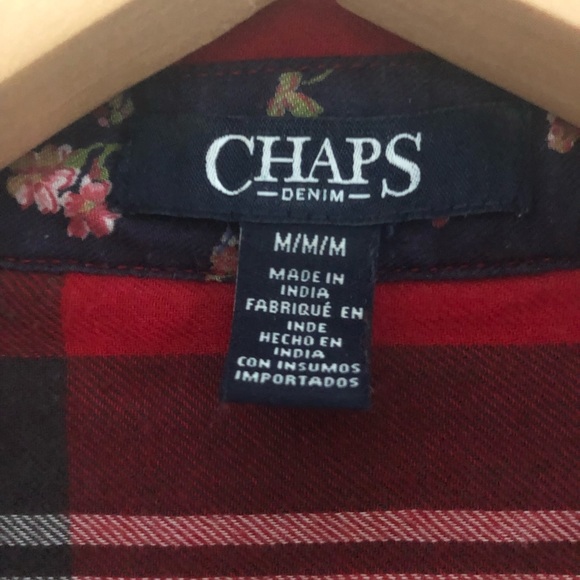 CHAPS
DENIM
M/M/M
MADE IN
INDIA
FABRIQUÉ EN
INDE
HECHO EN
INDIA
CON INSUMOS
IMPORTADOS